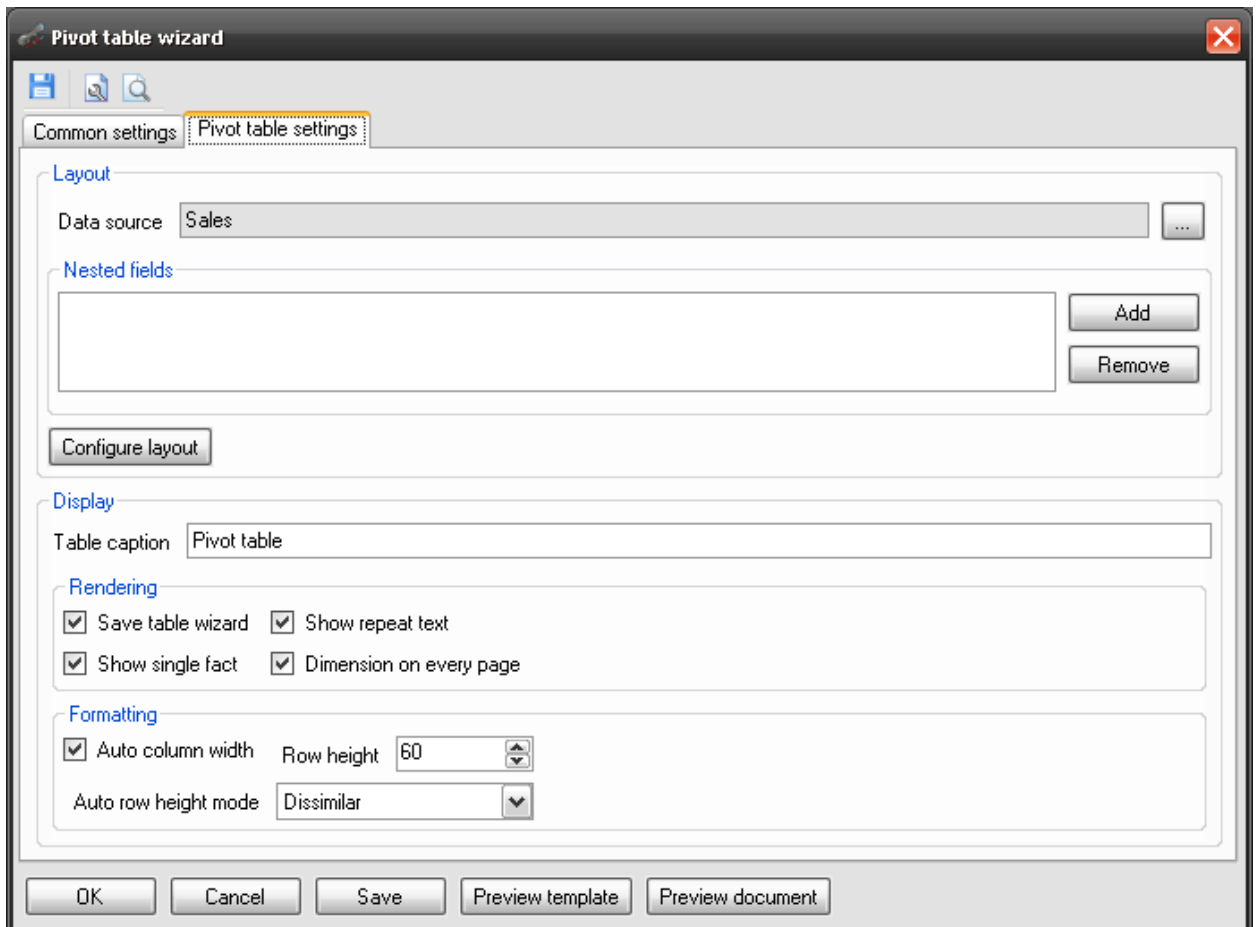 Pivot table wizard
Common settings Pivot table settings
Layout
Data source Sales ...
Nested fields
Add
Remove
Configure layout
Display
Table caption Pivot table
Rendering
Save table wizard Show repeat text
Show single fact Dimension on every page
Formatting
Auto column width Row height 60
Auto row height mode Dissimilar
OK Cancel Save Preview template Preview document